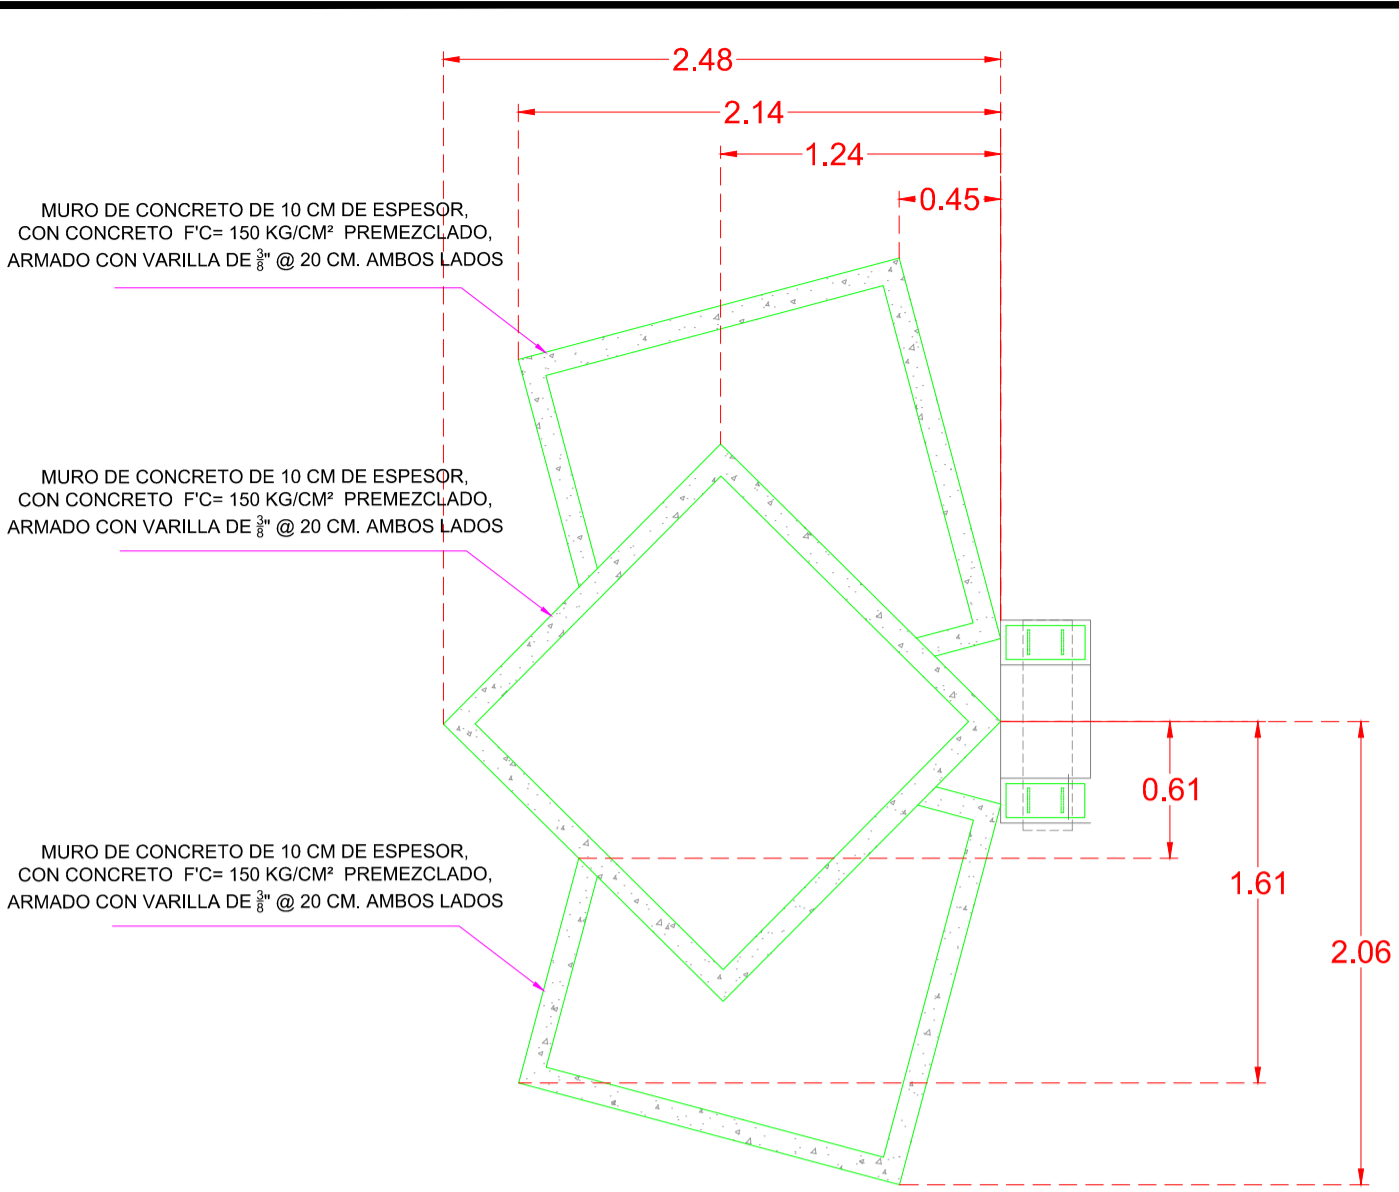 2.48
2.14
1.24
0.45
MURO DE CONCRETO DE 10 CM DE ESPESOR,
CON CONCRETO F'C= 150 KG/CM² PREMEZCLADO,
ARMADO CON VARILLA DE 3/8" @ 20 CM. AMBOS LADOS
MURO DE CONCRETO DE 10 CM DE ESPESOR,
CON CONCRETO F'C= 150 KG/CM² PREMEZCLADO,
ARMADO CON VARILLA DE 3/8" @ 20 CM. AMBOS LADOS
0.61
MURO DE CONCRETO DE 10 CM DE ESPESOR,
CON CONCRETO F'C= 150 KG/CM² PREMEZCLADO,
ARMADO CON VARILLA DE 3/8" @ 20 CM. AMBOS LADOS
1.61
2.06